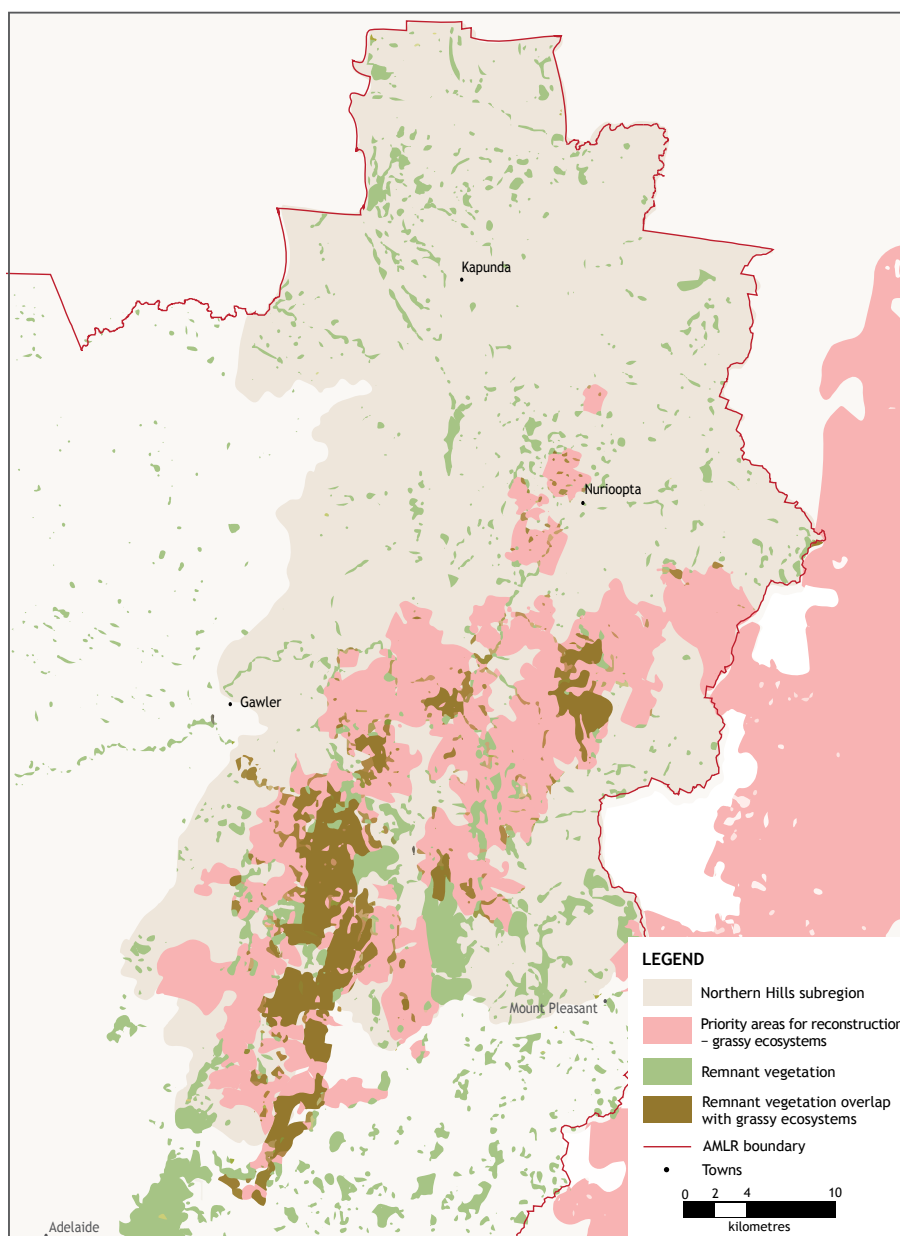 Kapunda
Nurioopta
Gawler
Mount Pleasant
Adelaide
LEGEND
Northern Hills subregion
Priority areas for reconstruction
– grassy ecosystems
Remnant vegetation
Remnant vegetation overlap
with grassy ecosystems
AMLR boundary
Towns
0 2 4 10
kilometres